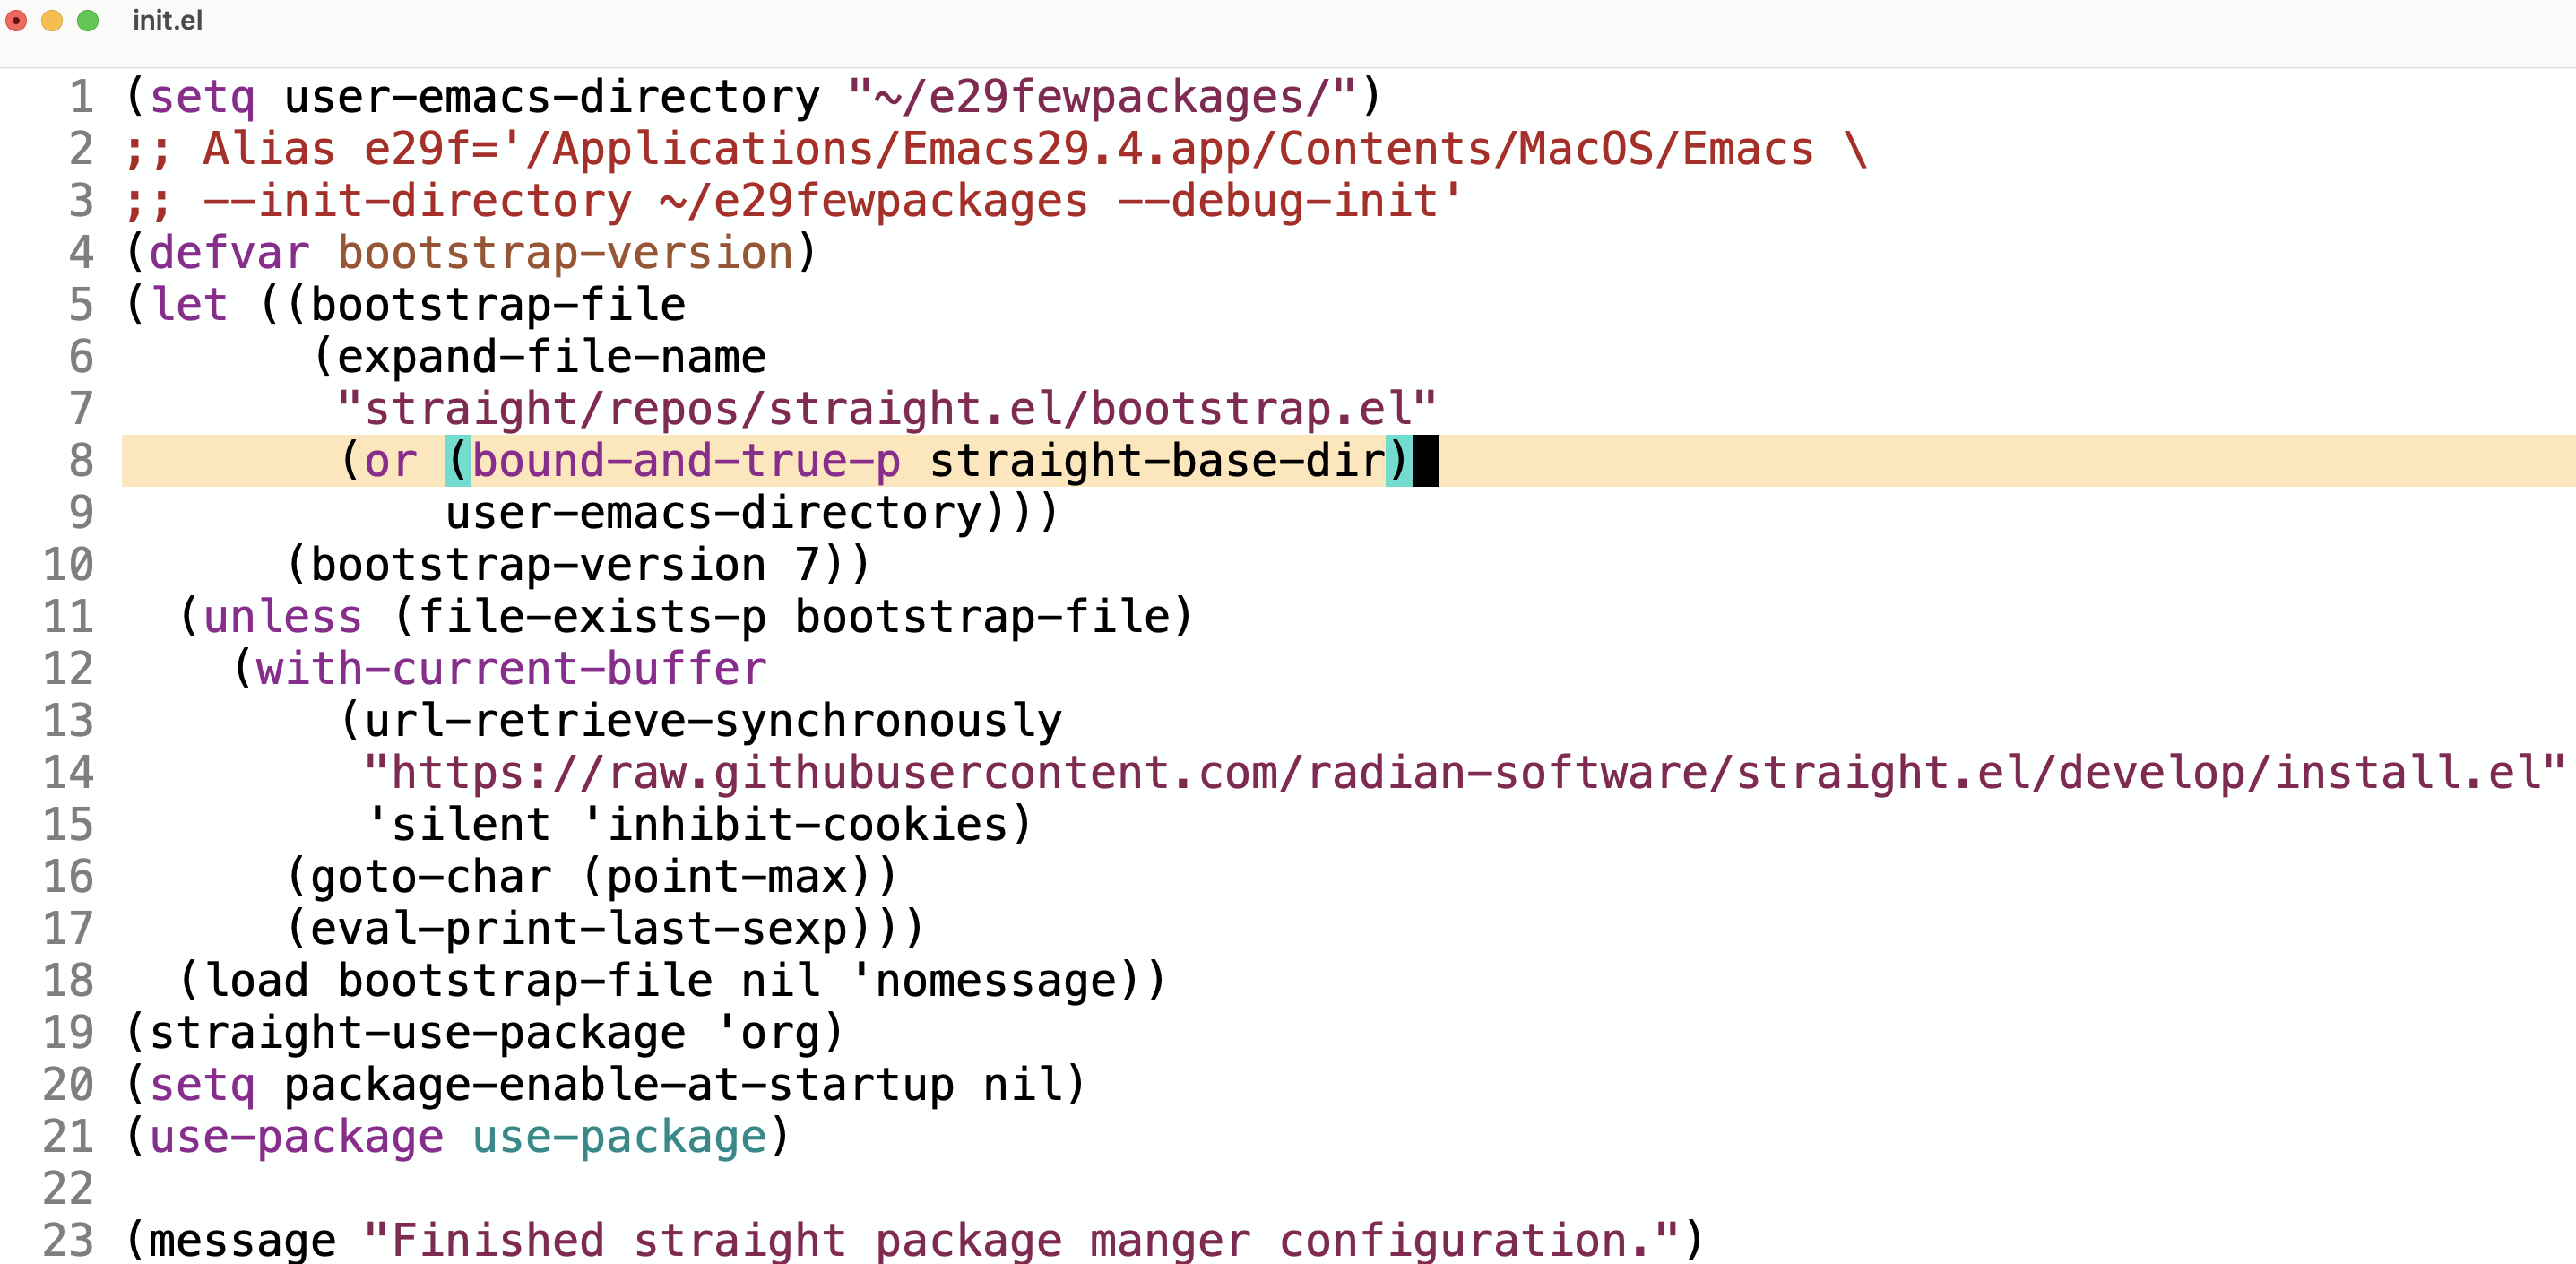 init.el
1 (setq user-emacs-directory "~/e29fewpackages/")
2 ;; Alias e29f='/Applications/Emacs29.4.app/Contents/MacOS/Emacs \
3 ;; --init-directory ~/e29fewpackages --debug-init'
4 (defvar bootstrap-version)
5 (let ((bootstrap-file
6        (expand-file-name
7         "straight/repos/straight.el/bootstrap.el"
8         (or (bound-and-true-p straight-base-dir)
9             user-emacs-directory)))
10       (bootstrap-version 7))
11   (unless (file-exists-p bootstrap-file)
12     (with-current-buffer
13         (url-retrieve-synchronously
14          "https://raw.githubusercontent.com/radian-software/straight.el/develop/install.el"
15          'silent 'inhibit-cookies)
16       (goto-char (point-max))
17       (eval-print-last-sexp)))
18   (load bootstrap-file nil 'nomessage))
19 (straight-use-package 'org)
20 (setq package-enable-at-startup nil)
21 (use-package use-package)
22
23 (message "Finished straight package manger configuration.")